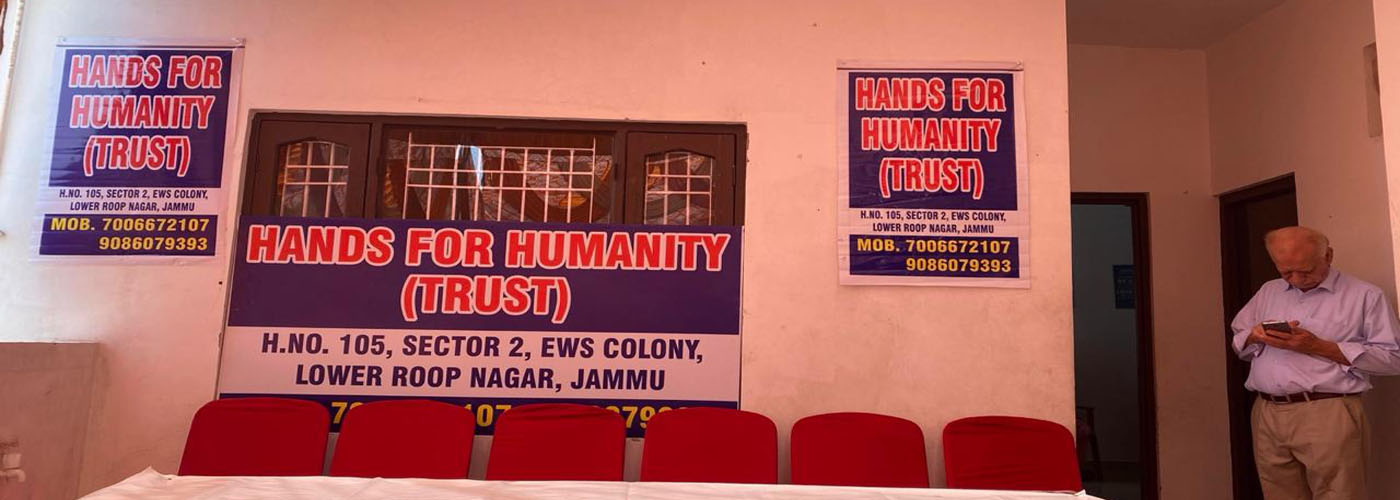 HANDS FOR
HUMANITY
(TRUST)
H.NO. 105, SECTOR 2, EWS COLONY,
LOWER ROOP NAGAR, JAMMU
MOB. 7006672107
9086079393
HANDS FOR HUMANITY
(TRUST)
H.NO. 105, SECTOR 2, EWS COLONY,
LOWER ROOP NAGAR, JAMMU
HANDS FOR
HUMANITY
(TRUST)
H.NO. 105, SECTOR 2, EWS COLONY,
LOWER ROOP NAGAR, JAMMU
MOB. 7006672107
9086079393